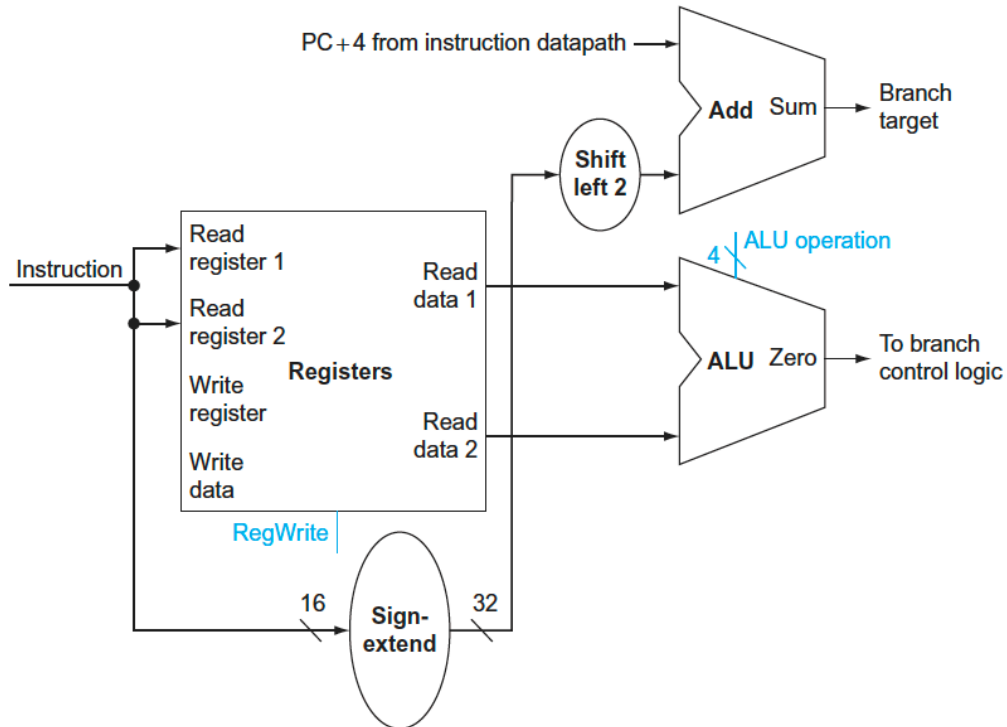 PC+4 from instruction datapath
Add Sum
Branch
target
Shift
left 2
Instruction
Read
register 1
Read
register 2
Write
register
Write
data
Registers
Read
data 1
Read
data 2
RegWrite
4
ALU operation
ALU Zero
To branch
control logic
16
Sign-
extend
32